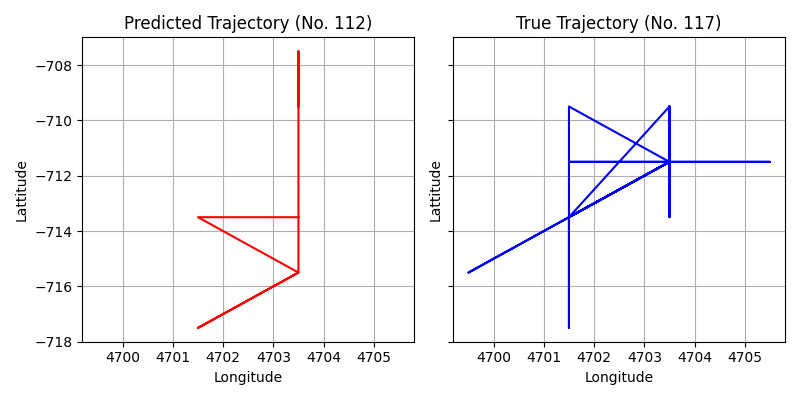 Predicted Trajectory (No. 112)
True Trajectory (No. 117)
−708
−710
−712
−714
−716
−718
Lattitude
Lattitude
4700 4701 4702 4703 4704 4705
4700 4701 4702 4703 4704 4705
Longitude
Longitude